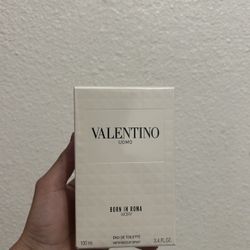 VALENTINO
UOMO
BORN IN ROMA
IVORY
100 ml
EAU DE TOILETTE
3.4 FL.OZ.